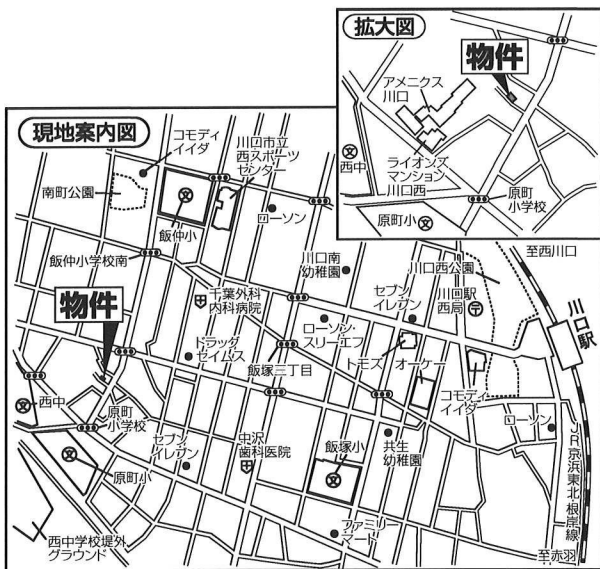 拡大図
物件
アメニクス
川口
西中
ライオンズ
マンション
川口西
原町
小学校
原町小
現地案内図
コモディ
イイダ
川口市立
西スポーツ
センター
南町公園
飯仲小
ローソン
飯仲小学校南
川口南
幼稚園
川口西公園
至西川口
セブン
イレブン
川口駅
西局
川口駅
物件
千葉外科
内科病院
ローソン・
スリーエフ
ドラッグ
セイムス
飯塚三丁目
トモズ
オーケー
コモディ
イイダ
西中
原町
小学校
原町小
セブン
イレブン
中沢
歯科医院
飯塚小
共生
幼稚園
ローソン
JR京浜東北・根岸線
ファミリー
マート
西中学校堤外
グラウンド
至赤羽